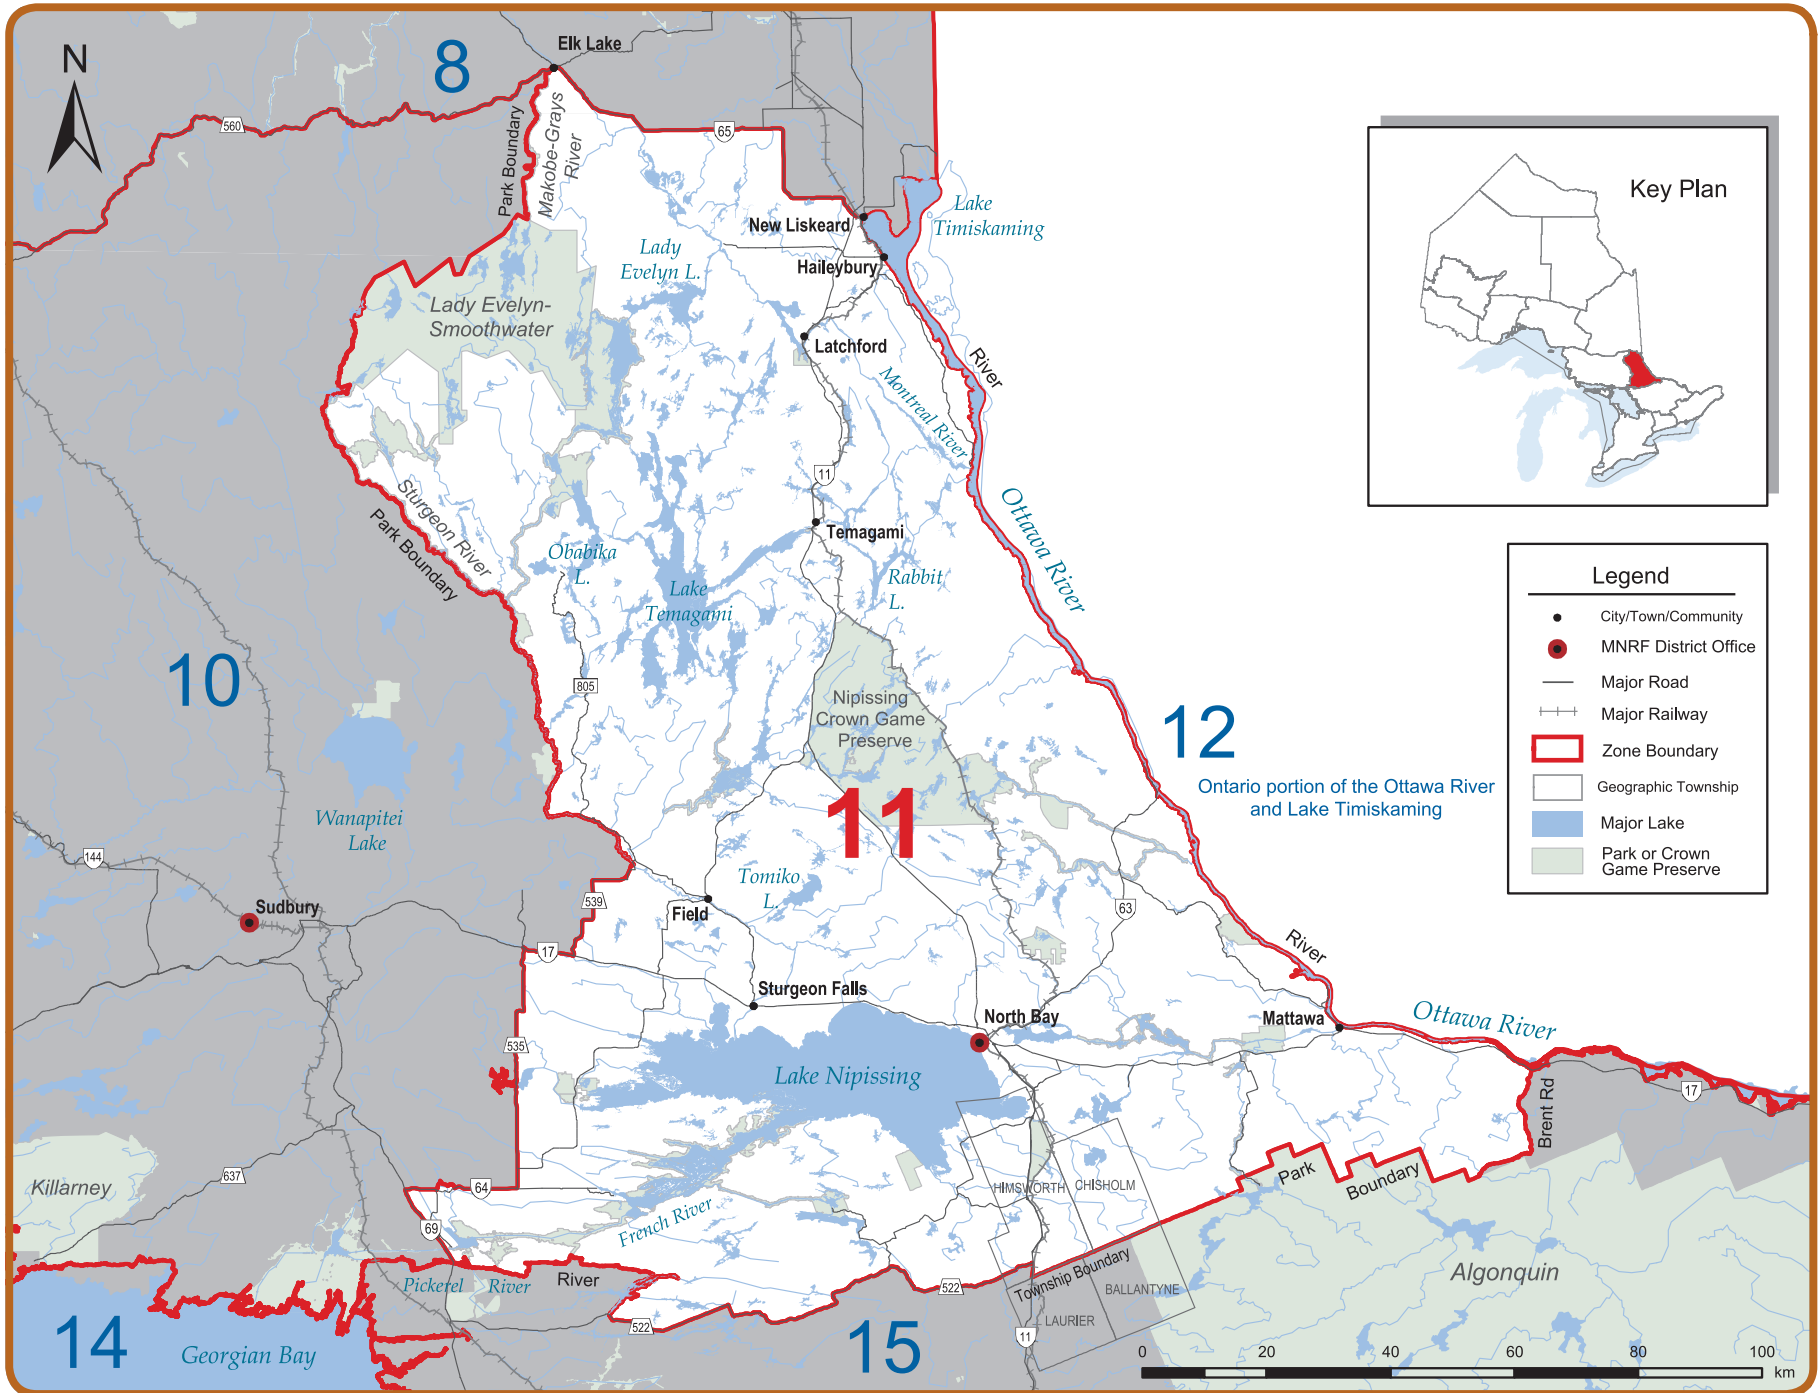 N
8
Elk Lake
560
65
Park Boundary
Makobe-Grays
River
Key Plan
Lake
Timiskaming
New Liskeard
Haileybury
Lady
Evelyn L.
Lady Evelyn-
Smoothwater
Latchford
River
Montreal River
11
Sturgeon River
Park Boundary
Ottawa River
Temagami
Obabika
L.
Rabbit
L.
Lake
Temagami
Legend
City/Town/Community
MNRF District Office
Major Road
Major Railway
Zone Boundary
Geographic Township
Major Lake
Park or Crown
Game Preserve
10
805
Nipissing
Crown Game
Preserve
12
Ontario portion of the Ottawa River
and Lake Timiskaming
11
Wanapitei
Lake
144
Tomiko
L.
539
Field
63
Sudbury
17
River
Sturgeon Falls
North Bay
Mattawa
Ottawa River
535
Lake Nipissing
17
Brent Rd
Killarney
637
64
HIMSWORTH
CHISHOLM
Park
Boundary
69
French River
Pickerel
River
River
522
Township Boundary
BALLANTYNE
Algonquin
LAURIER
522
11
14
Georgian Bay
15
0
20
40
60
80
100
km